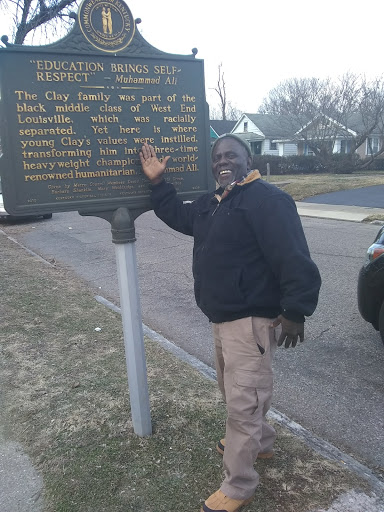 "EDUCATION BRINGS SELF-
RESPECT" — Muhammad Ali
The Clay family was part of the
black middle class of West End
Louisville, which was racially
separated. Yet here is where
young Clay's values were instilled,
transforming him into three-time
heavyweight champion world-
renowned humanitarian, Ali.